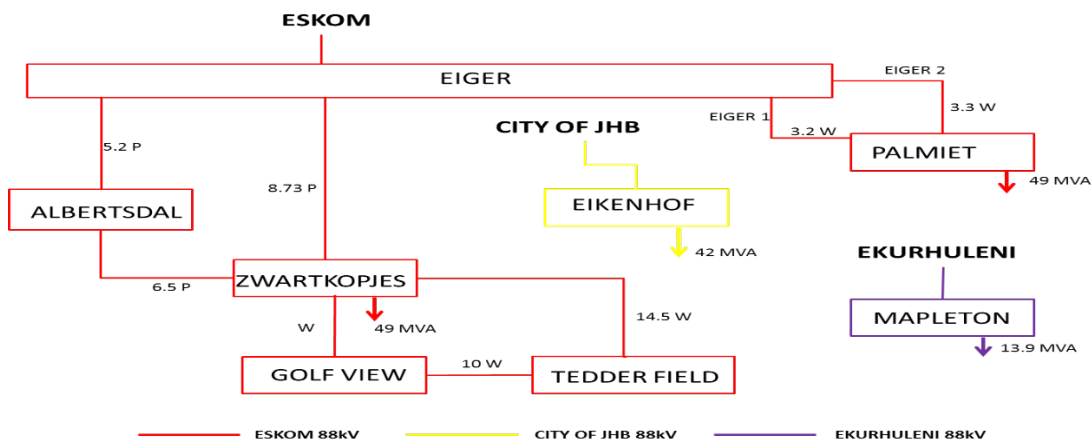 ESKOM
EIGER
EIGER 2
EIGER 1
3.3 W
3.2 W
CITY OF JHB
PALMIET
5.2 P
8.73 P
49 MVA
ALBERTSDAL
EIKENHOF
42 MVA
EKURHULENI
ZWARTKOPJES
6.5 P
MAPLETON
W
49 MVA
14.5 W
13.9 MVA
GOLF VIEW
10 W
TEDDER FIELD
ESKOM 88kV
CITY OF JHB 88kV
EKURHULENI 88kV